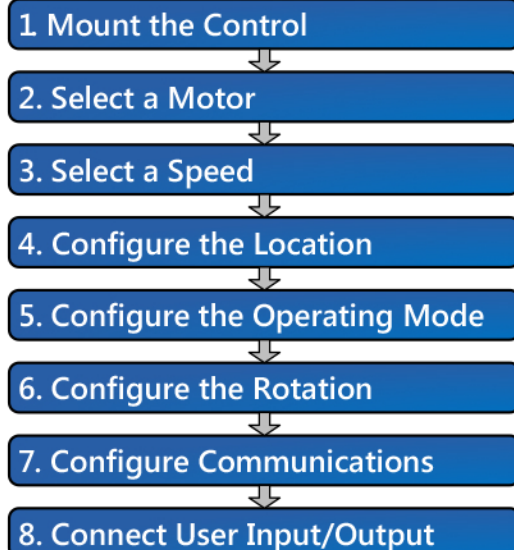 1. Mount the Control
2. Select a Motor
3. Select a Speed
4. Configure the Location
5. Configure the Operating Mode
6. Configure the Rotation
7. Configure Communications
8. Connect User Input/Output